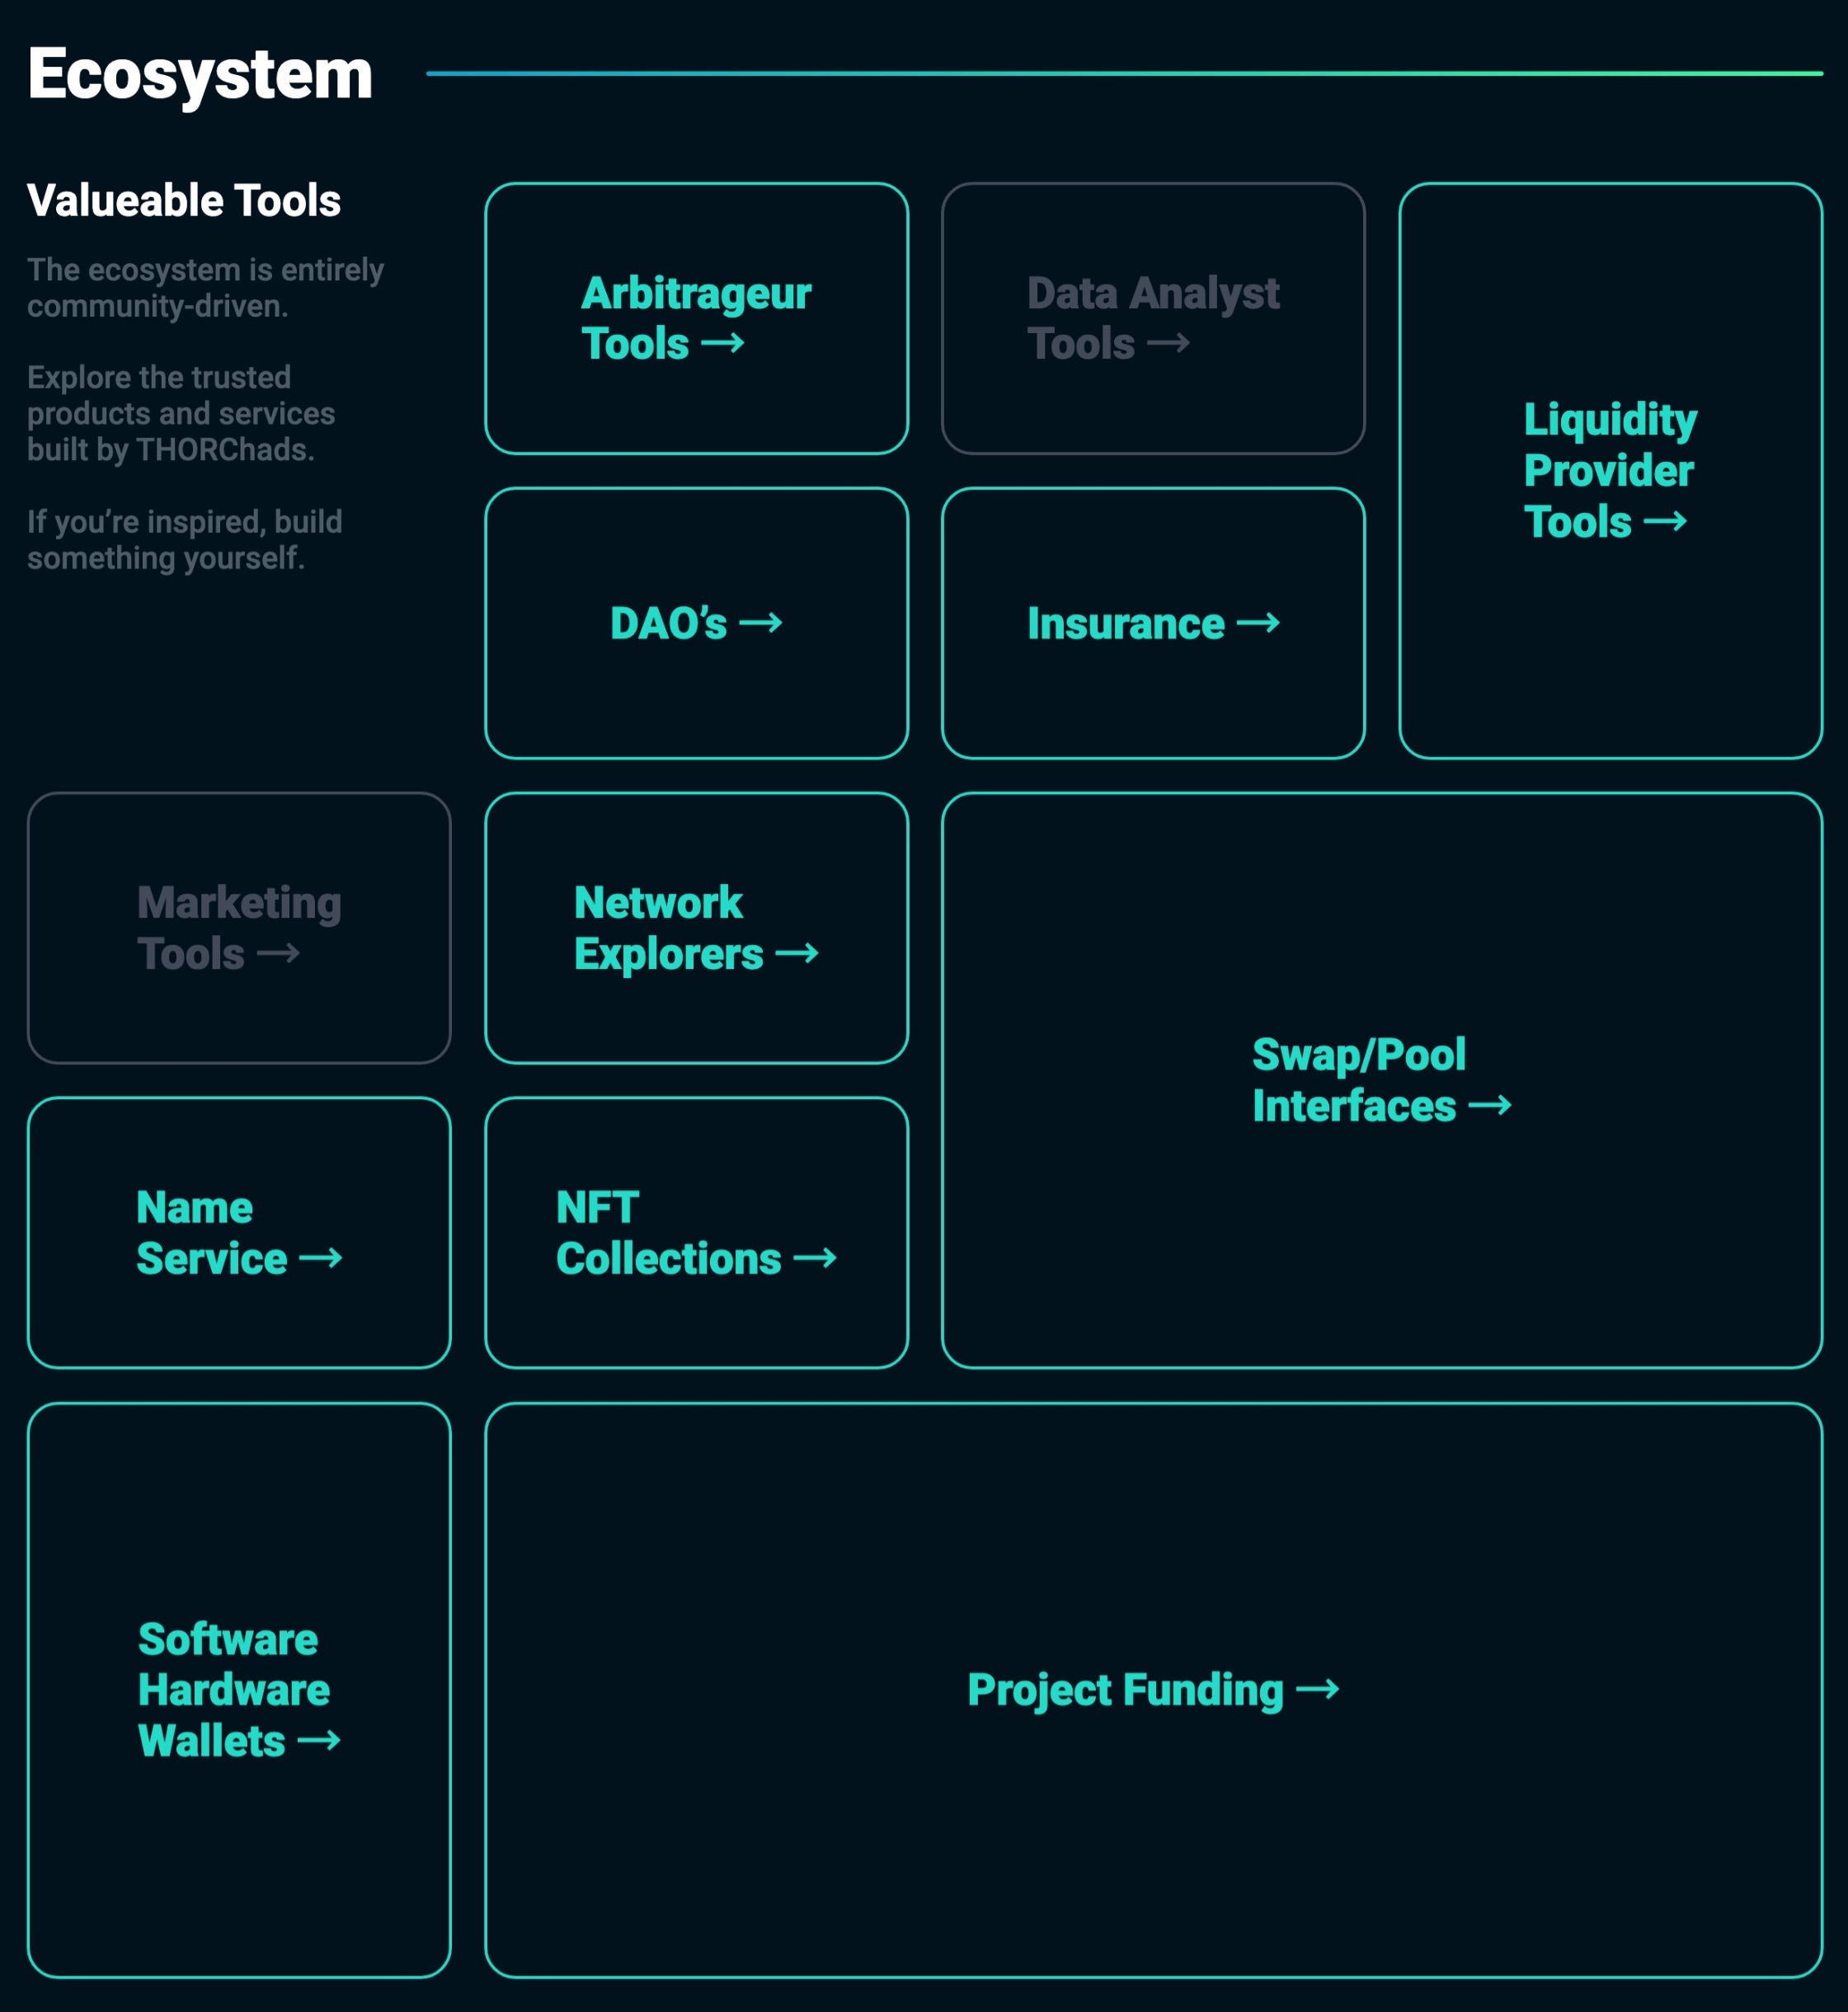 Ecosystem
Valueable Tools
The ecosystem is entirely
community-driven.
Explore the trusted
products and services
built by THORChads.
If you’re inspired, build
something yourself.
Arbitrageur
Tools →
Data Analyst
Tools →
Liquidity
Provider
Tools →
DAO’s →
Insurance →
Marketing
Tools →
Network
Explorers →
Swap/Pool
Interfaces →
Name
Service →
NFT
Collections →
Software
Hardware
Wallets →
Project Funding →